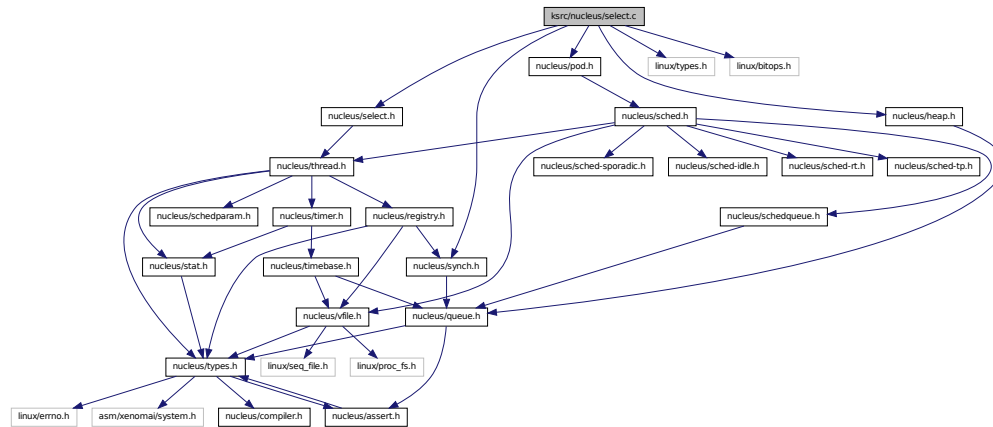 ksrc/nucleus/select.c
nucleus/pod.h
linux/types.h
linux/bitops.h
nucleus/select.h
nucleus/sched.h
nucleus/heap.h
nucleus/thread.h
nucleus/sched-sporadic.h
nucleus/sched-idle.h
nucleus/sched-rt.h
nucleus/sched-tp.h
nucleus/schedparam.h
nucleus/timer.h
nucleus/registry.h
nucleus/schedqueue.h
nucleus/stat.h
nucleus/timebase.h
nucleus/synch.h
nucleus/vfile.h
nucleus/queue.h
nucleus/types.h
linux/seq_file.h
linux/proc_fs.h
linux/errno.h
asm/xenomai/system.h
nucleus/compiler.h
nucleus/assert.h